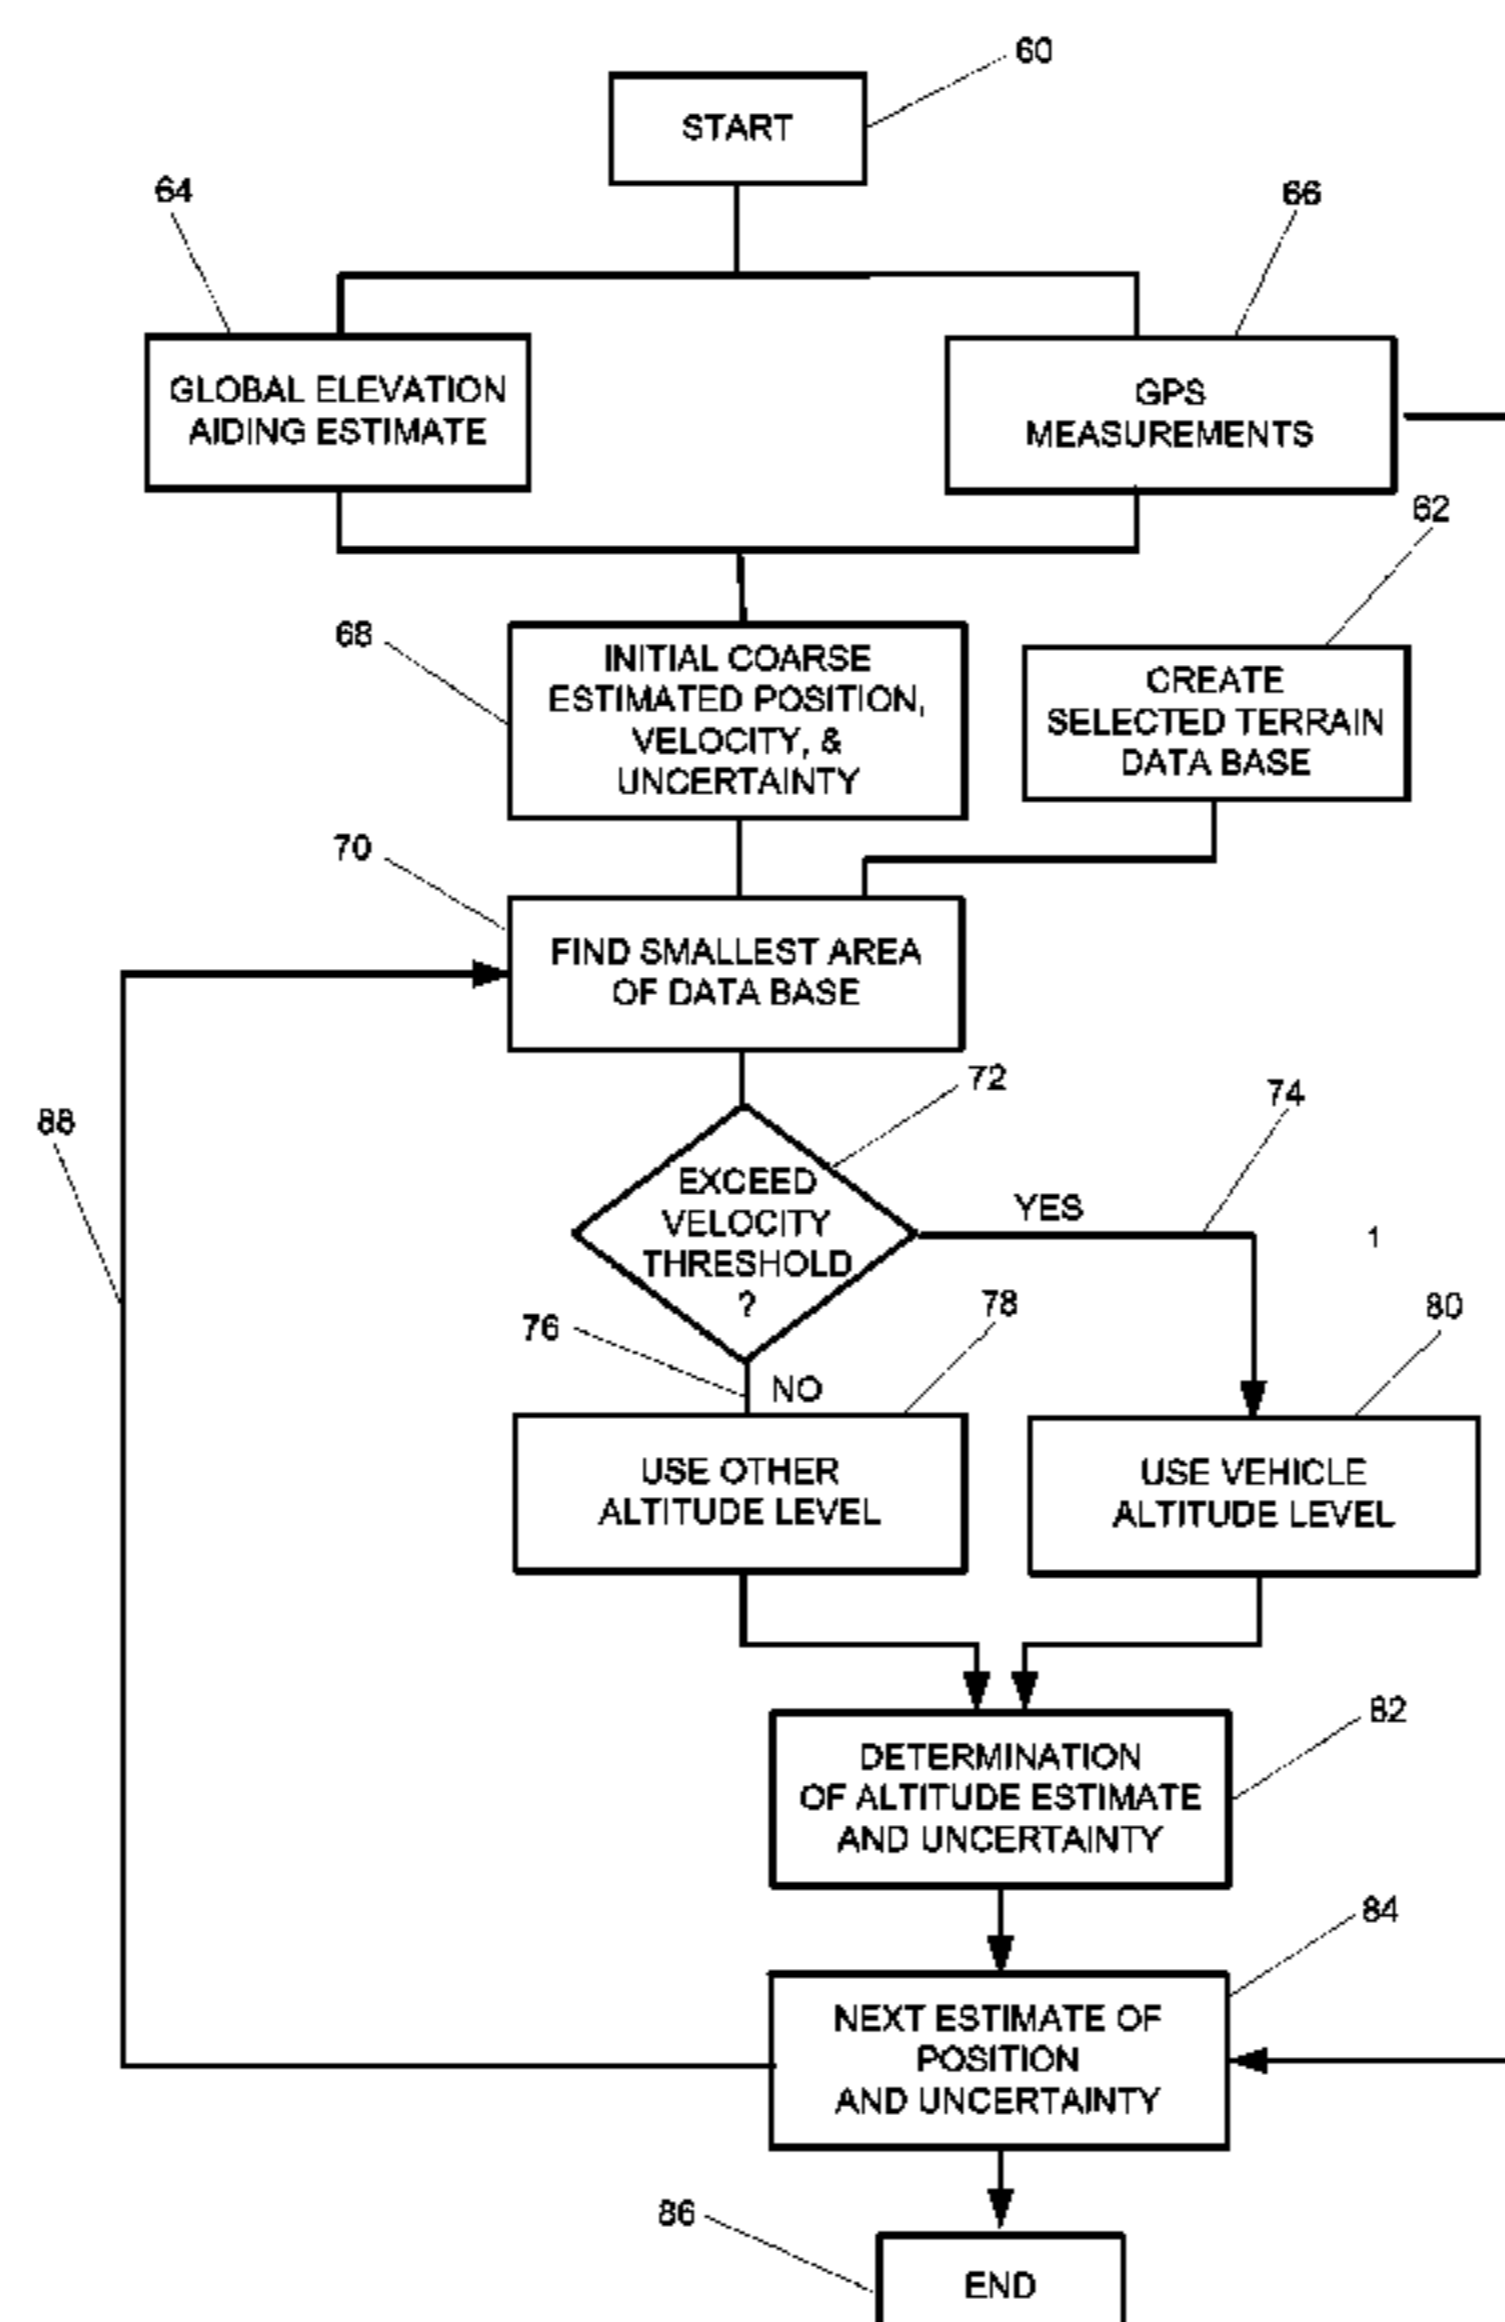 60
START
64
66
GLOBAL ELEVATION
AIDING ESTIMATE
GPS
MEASUREMENTS
62
68
INITIAL COARSE
ESTIMATED POSITION,
VELOCITY, &
UNCERTAINTY
CREATE
SELECTED TERRAIN
DATA BASE
70
FIND SMALLEST AREA
OF DATA BASE
72
74
88
EXCEED
VELOCITY
THRESHOLD
?
YES
1
76
NO
78
80
USE OTHER
ALTITUDE LEVEL
USE VEHICLE
ALTITUDE LEVEL
82
DETERMINATION
OF ALTITUDE ESTIMATE
AND UNCERTAINTY
84
NEXT ESTIMATE OF
POSITION
AND UNCERTAINTY
86
END